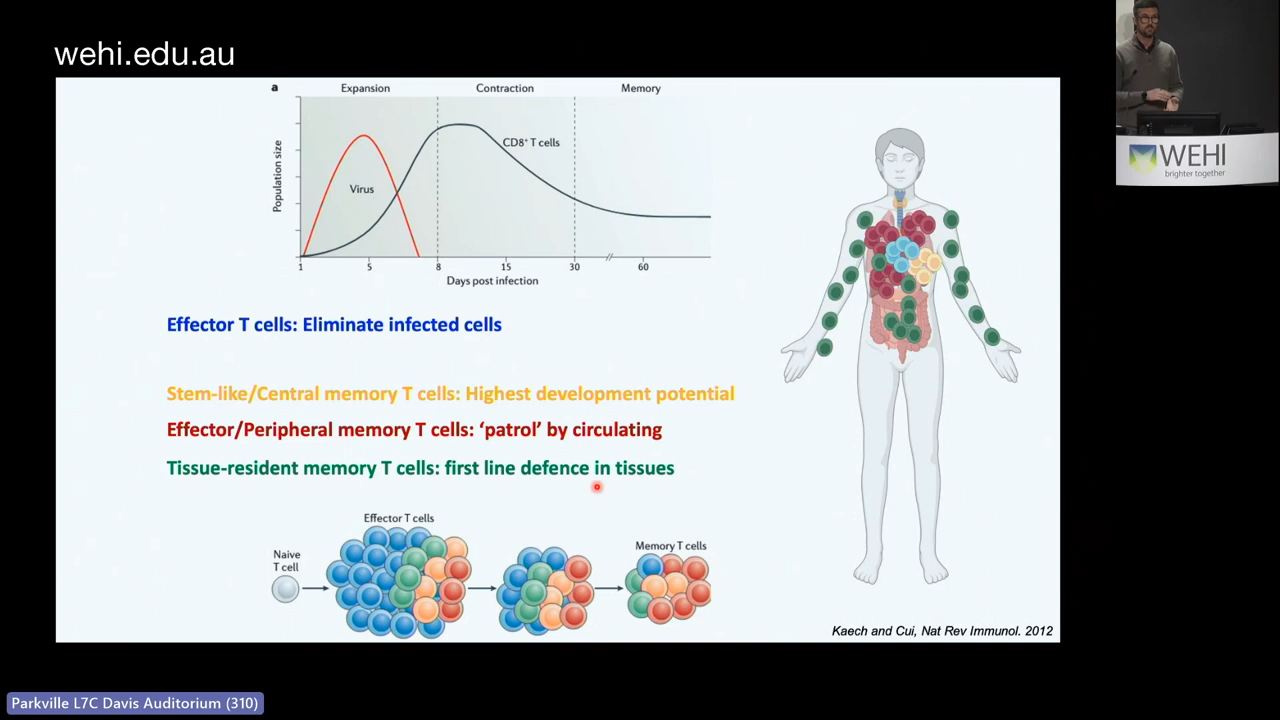 wehi.edu.au
a
Expansion
Contraction
Memory
Population size
Virus
CD8⁺ T cells
1
5
8
15
30
60
Days post infection
Effector T cells: Eliminate infected cells
Stem-like/Central memory T cells: Highest development potential
Effector/Peripheral memory T cells: ‘patrol’ by circulating
Tissue-resident memory T cells: first line defence in tissues
Effector T cells
Naive
T cell
Memory T cells
Kaech and Cui, Nat Rev Immunol. 2012
WEHI
brighter together
Parkville L7C Davis Auditorium (310)